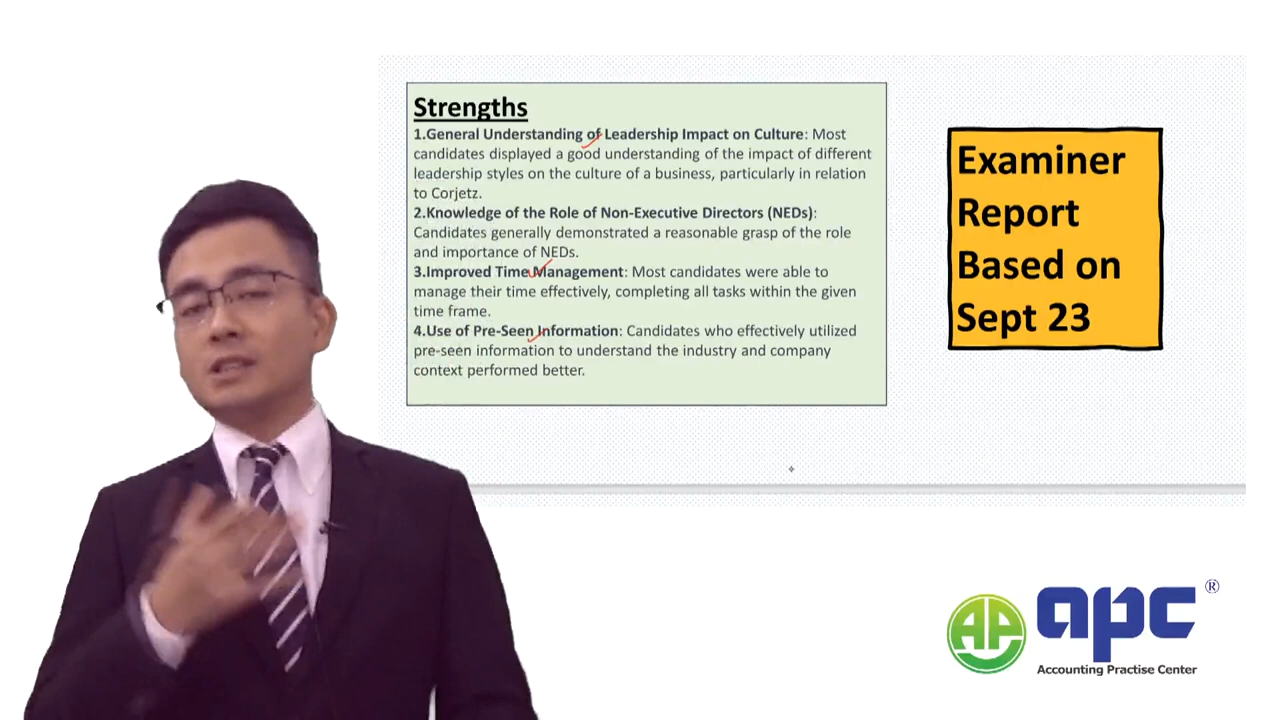 Strengths
1.General Understanding of Leadership Impact on Culture: Most
candidates displayed a good understanding of the impact of different
leadership styles on the culture of a business, particularly in relation
to Corjetz.
2.Knowledge of the Role of Non-Executive Directors (NEDs):
Candidates generally demonstrated a reasonable grasp of the role
and importance of NEDs.
3.Improved Time Management: Most candidates were able to
manage their time effectively, completing all tasks within the given
time frame.
4.Use of Pre-Seen Information: Candidates who effectively utilized
pre-seen information to understand the industry and company
context performed better.
Examiner
Report
Based on
Sept 23
AP
apc ®
Accounting Practise Center